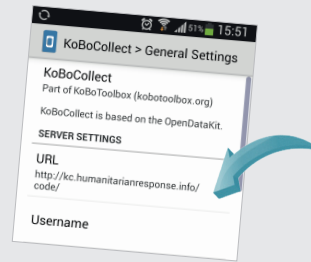 51% 15:51
KoBoCollect > General Settings
KoBoCollect
Part of KoBoToolbox (kobotoolbox.org)
KoBoCollect is based on the OpenDataKit.
SERVER SETTINGS
URL
http://kc.humanitarianresponse.info/
code/
Username